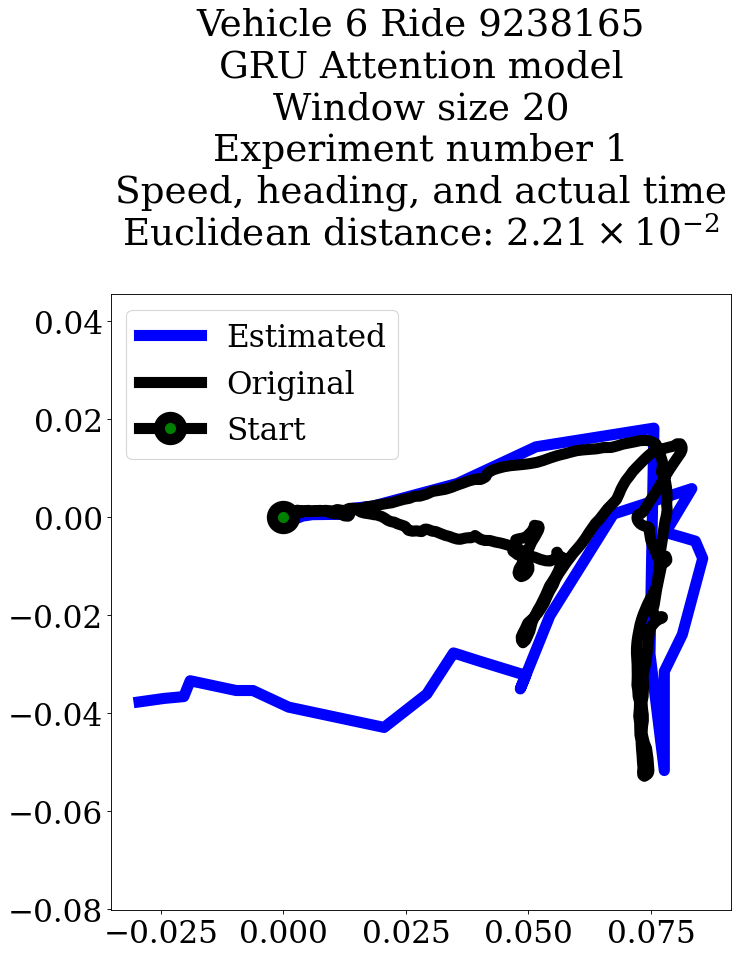 Vehicle 6 Ride 9238165
GRU Attention model
Window size 20
Experiment number 1
Speed, heading, and actual time
Euclidean distance: 2.21 × 10⁻²
Estimated
Original
Start
0.04
0.02
0.00
−0.02
−0.04
−0.06
−0.08
−0.025 0.000 0.025 0.050 0.075